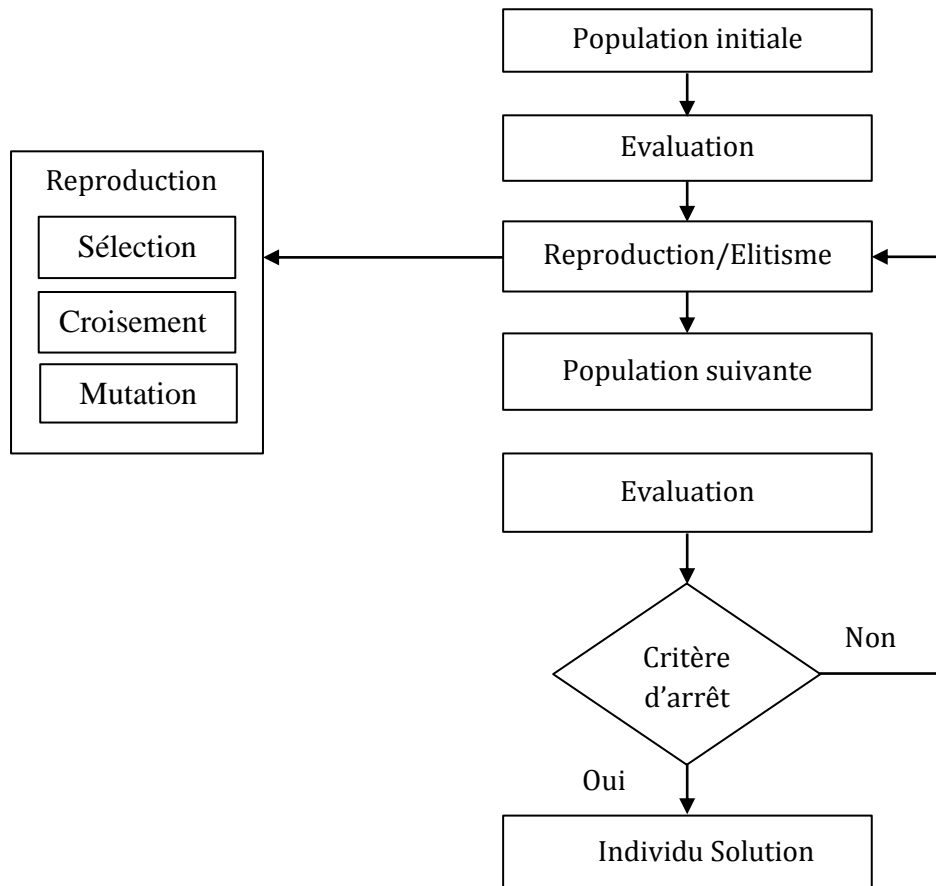 Population initiale
Evaluation
Reproduction
Sélection
Croisement
Mutation
Reproduction/Elitisme
Population suivante
Evaluation
Critère
d'arrêt
Non
Oui
Individu Solution